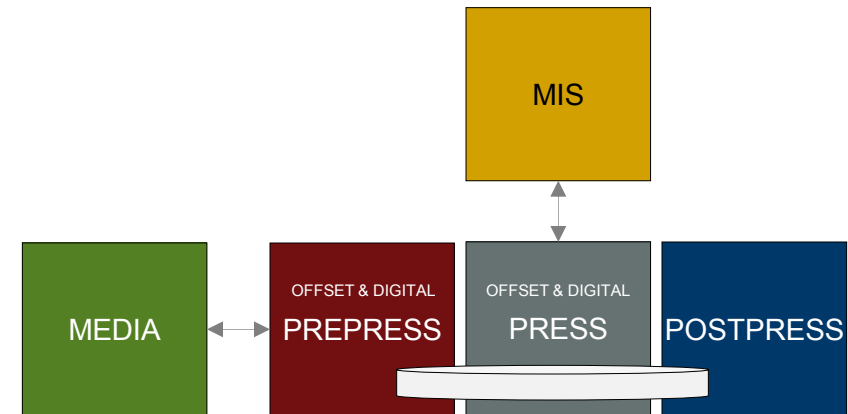 MIS
MEDIA
OFFSET & DIGITAL
PREPRESS
OFFSET & DIGITAL
PRESS
POSTPRESS